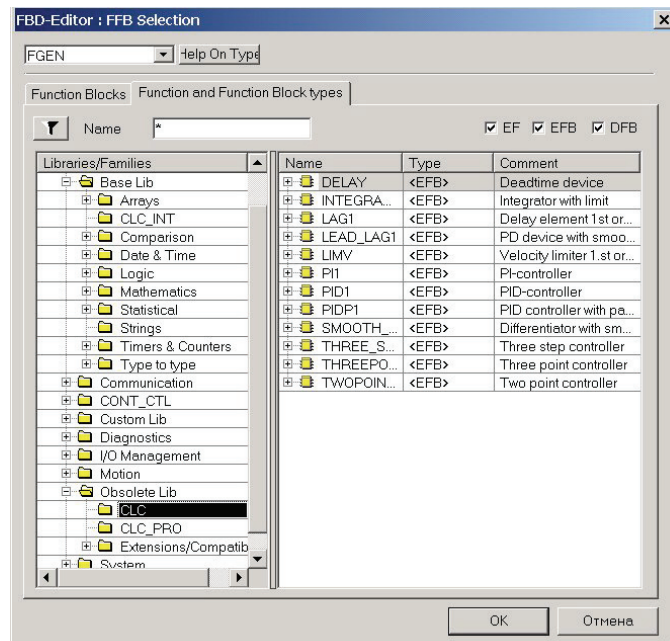 FBD-Editor : FFB Selection
FGEN
Help On Type
Function Blocks Function and Function Block types
Name * EF EFB DFB
Libraries/Families Name Type Comment
Base Lib DELAY <EFB> Deadtime device
Arrays INTEGRA... <EFB> Integrator with limit
CLC_INT LAG1 <EFB> Delay element 1st or...
Comparison LEAD_LAG1 <EFB> PD device with smoo...
Date & Time LIMV <EFB> Velocity limiter 1.st or...
Logic PI1 <EFB> PI-controller
Mathematics PID1 <EFB> PID-controller
Statistical PIDP1 <EFB> PID controller with pa...
Strings SMOOTH_... <EFB> Differentiator with sm...
Timers & Counters THREE_S... <EFB> Three step controller
Type to type THREEPO... <EFB> Three point controller
Communication TWOPOIN... <EFB> Two point controller
CONT_CTL
Custom Lib
Diagnostics
I/O Management
Motion
Obsolete Lib
CLC
CLC_PRO
Extensions/Compatib
System
OK Отмена